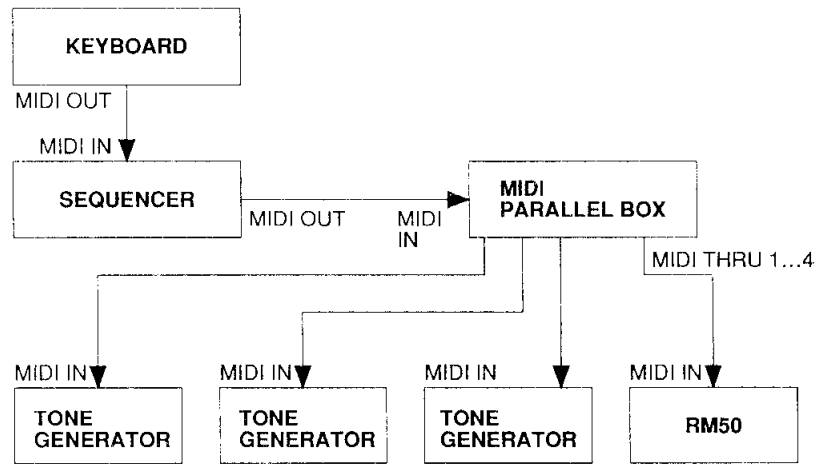 KEYBOARD
MIDI OUT
MIDI IN
SEQUENCER
MIDI OUT
MIDI
IN
MIDI
PARALLEL BOX
MIDI THRU 1...4
MIDI IN
MIDI IN
MIDI IN
MIDI IN
TONE
GENERATOR
TONE
GENERATOR
TONE
GENERATOR
RM50